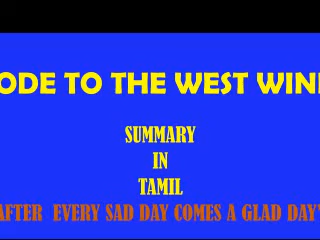 ODE TO THE WEST WIN
SUMMARY
IN
TAMIL
AFTER EVERY SAD DAY COMES A GLAD DAY"